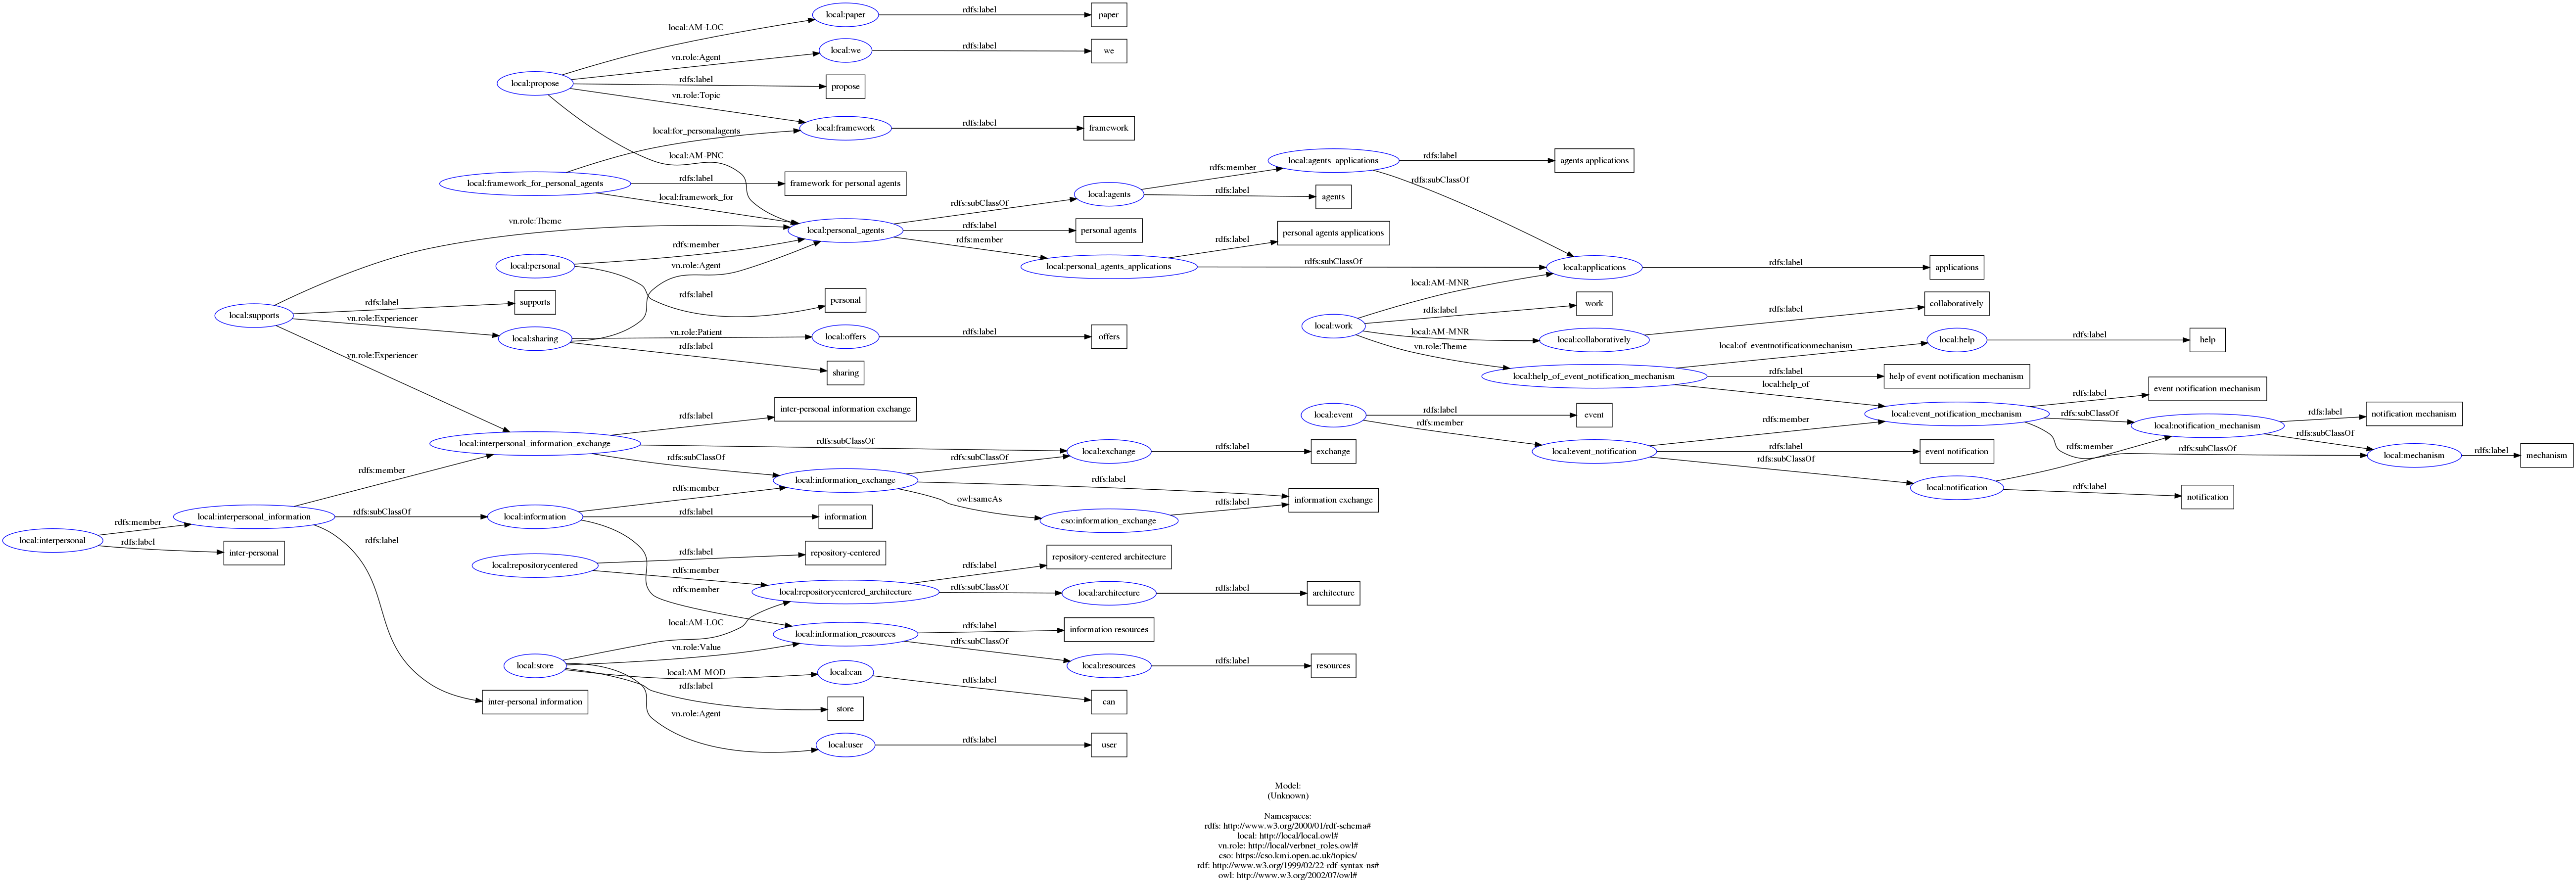 local:paper
rdfs:label
paper
local:AM-LOC
local:we
rdfs:label
we
vn.role:Agent
local:propose
rdfs:label
propose
vn.role:Topic
local:framework
rdfs:label
framework
local:for_personalagents
local:AM-PNC
local:framework_for_personal_agents
rdfs:label
framework for personal agents
local:framework_for
local:agents_applications
rdfs:label
agents applications
rdfs:member
rdfs:subClassOf
local:agents
rdfs:label
agents
rdfs:subClassOf
vn.role:Theme
local:personal_agents
rdfs:label
personal agents
rdfs:member
rdfs:label
personal agents applications
rdfs:member
local:personal
vn.role:Agent
local:personal_agents_applications
rdfs:subClassOf
local:applications
rdfs:label
applications
rdfs:label
personal
local:supports
rdfs:label
supports
vn.role:Experiencer
local:sharing
vn.role:Patient
local:offers
rdfs:label
offers
rdfs:label
sharing
vn.role:Experiencer
local:AM-MNR
local:work
rdfs:label
work
local:AM-MNR
local:collaboratively
rdfs:label
collaboratively
vn.role:Theme
local:of_eventnotificationmechanism
local:help
rdfs:label
help
local:help_of_event_notification_mechanism
rdfs:label
help of event notification mechanism
local:help_of
rdfs:label
event notification mechanism
local:event
rdfs:label
event
rdfs:member
rdfs:member
local:event_notification_mechanism
rdfs:subClassOf
local:notification_mechanism
rdfs:label
notification mechanism
rdfs:subClassOf
local:event_notification
rdfs:label
event notification
rdfs:subClassOf
rdfs:member
rdfs:subClassOf
local:mechanism
rdfs:label
mechanism
local:notification
rdfs:label
notification
rdfs:label
inter-personal information exchange
local:interpersonal_information_exchange
rdfs:subClassOf
local:exchange
rdfs:label
exchange
rdfs:subClassOf
rdfs:subClassOf
local:information_exchange
rdfs:label
information exchange
owl:sameAs
cso:information_exchange
rdfs:label
rdfs:member
rdfs:member
local:interpersonal
rdfs:member
local:interpersonal_information
rdfs:subClassOf
local:information
rdfs:label
information
rdfs:label
inter-personal
rdfs:label
inter-personal information
local:repositorycentered
rdfs:label
repository-centered
rdfs:member
rdfs:label
repository-centered architecture
local:repositorycentered_architecture
rdfs:subClassOf
local:architecture
rdfs:label
architecture
rdfs:member
local:AM-LOC
local:information_resources
rdfs:label
information resources
rdfs:subClassOf
local:resources
rdfs:label
resources
vn.role:Value
local:store
local:AM-MOD
local:can
rdfs:label
can
rdfs:label
store
vn.role:Agent
local:user
rdfs:label
user
Model:
(Unknown)
Namespaces:
rdfs: http://www.w3.org/2000/01/rdf-schema#
local: http://local/local.owl#
vn.role: http://local/verbnet_roles.owl#
cso: https://cso.kmi.open.ac.uk/topics/
rdf: http://www.w3.org/1999/02/22-rdf-syntax-ns#
owl: http://www.w3.org/2002/07/owl#